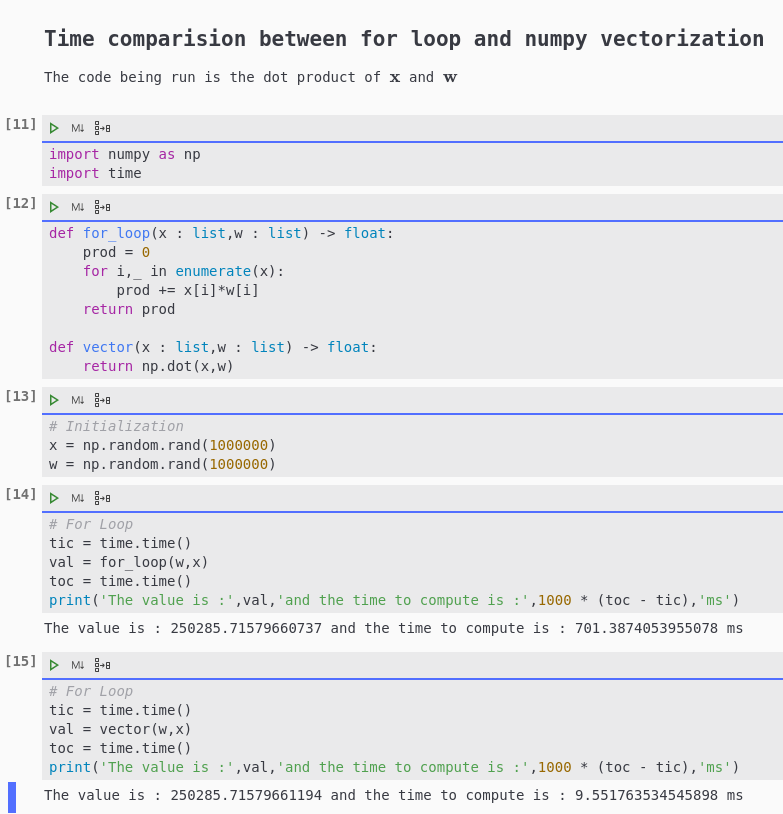 Time comparision between for loop and numpy vectorization
The code being run is the dot product of x and w
[11]
M↓
import numpy as np
import time
[12]
M↓
def for_loop(x : list,w : list) -> float:
    prod = 0
    for i,_ in enumerate(x):
        prod += x[i]*w[i]
    return prod
def vector(x : list,w : list) -> float:
    return np.dot(x,w)
[13]
M↓
# Initialization
x = np.random.rand(1000000)
w = np.random.rand(1000000)
[14]
M↓
# For Loop
tic = time.time()
val = for_loop(w,x)
toc = time.time()
print('The value is :',val,'and the time to compute is :',1000 * (toc - tic),'ms')
The value is : 250285.71579660737 and the time to compute is : 701.3874053955078 ms
[15]
M↓
# For Loop
tic = time.time()
val = vector(w,x)
toc = time.time()
print('The value is :',val,'and the time to compute is :',1000 * (toc - tic),'ms')
The value is : 250285.71579661194 and the time to compute is : 9.551763534545898 ms